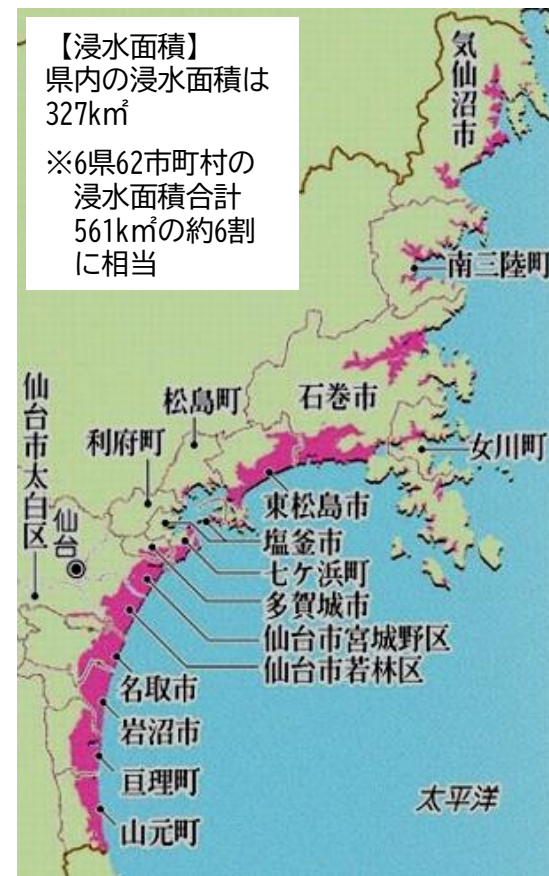 【浸水面積】
県内の浸水面積は
327k㎡
※6県62市町村の
浸水面積合計
561k㎡の約6割
に相当
気仙沼市
南三陸町
石巻市
松島町
利府町
仙台市太白区
仙台
女川町
東松島市
塩釜市
七ケ浜町
多賀城市
仙台市宮城野区
仙台市若林区
名取市
岩沼市
亘理町
山元町
太平洋